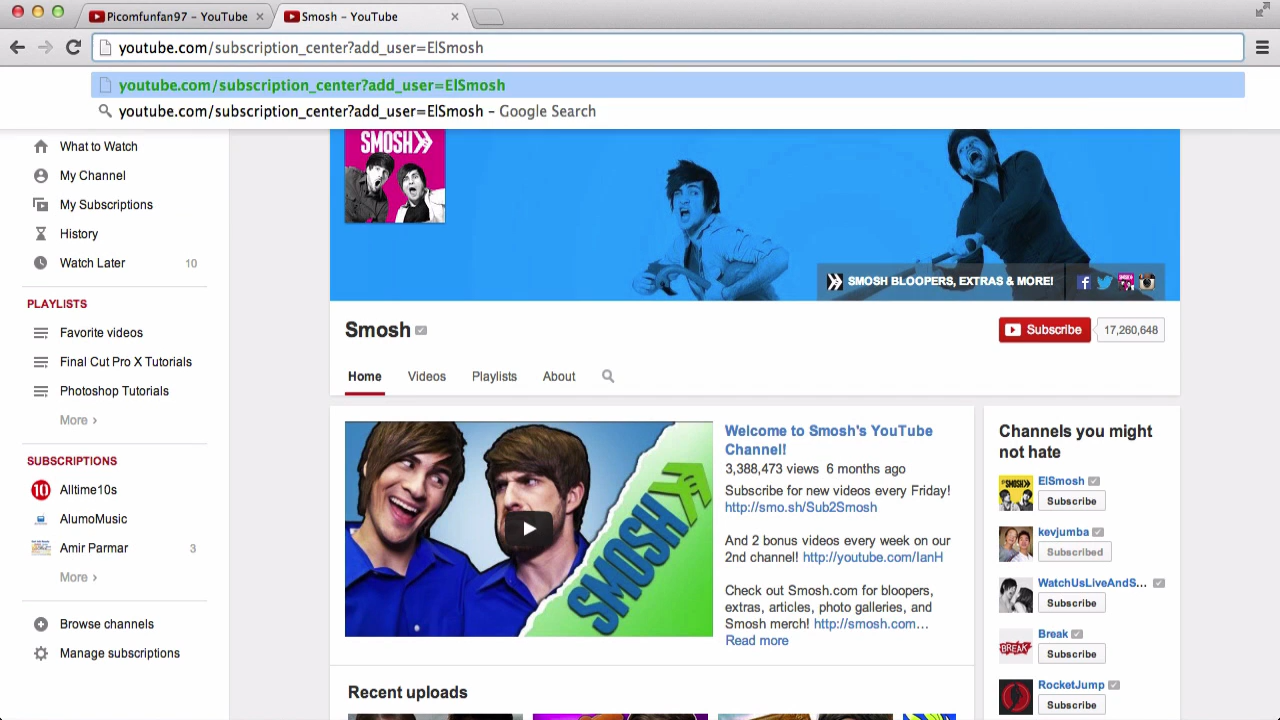 Picomfunfan97 – YouTube
Smosh – YouTube
youtube.com/subscription_center?add_user=ElSmosh
youtube.com/subscription_center?add_user=ElSmosh
youtube.com/subscription_center?add_user=ElSmosh – Google Search
What to Watch
My Channel
My Subscriptions
History
Watch Later 10
PLAYLISTS
Favorite videos
Final Cut Pro X Tutorials
Photoshop Tutorials
More ›
SUBSCRIPTIONS
10 Alltime10s
AlumoMusic
Amir Parmar 3
More ›
Browse channels
Manage subscriptions
SMOSH
SMOSH BLOOPERS, EXTRAS & MORE!
Smosh
Subscribe 17,260,648
Home Videos Playlists About
SMOSH
Welcome to Smosh's YouTube
Channel!
3,388,473 views 6 months ago
Subscribe for new videos every Friday!
http://smo.sh/Sub2Smosh
And 2 bonus videos every week on our
2nd channel! http://youtube.com/IanH
Check out Smosh.com for bloopers,
extras, articles, photo galleries, and
Smosh merch! http://smosh.com…
Read more
Recent uploads
Channels you might
not hate
SMOSH
ElSmosh
Subscribe
kevjumba
Subscribed
WatchUsLiveAndS...
Subscribe
BREAK
Break
Subscribe
RocketJump
Subscribe